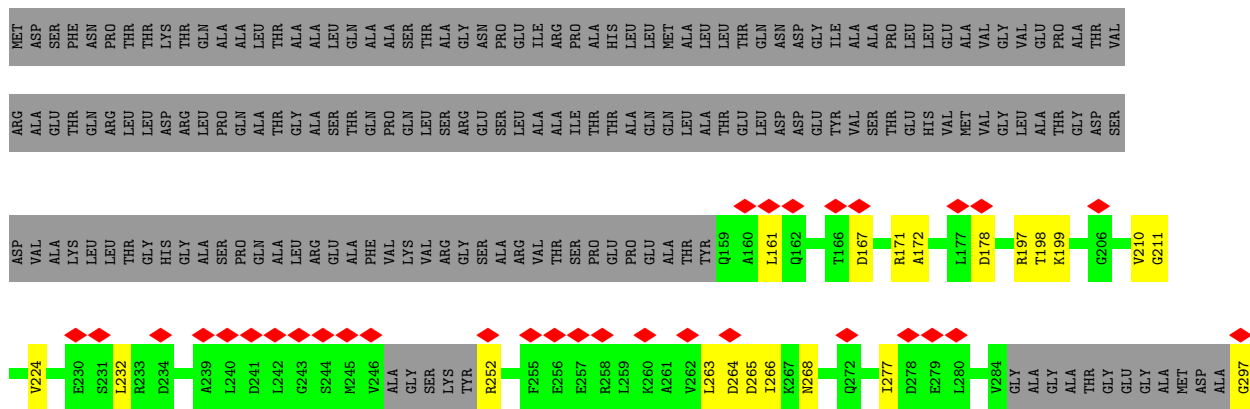 MET ASP SER PHE ASN PRO THR THR LYS THR GLN ALA ALA LEU THR ALA ALA LEU GLN ALA ALA SER THR ALA GLY ASN PRO GLU ILE ARG PRO ALA HIS LEU LEU MET ALA LEU LEU THR GLN ASN ASP GLY ILE ALA ALA PRO LEU LEU GLU ALA VAL GLY VAL GLU PRO ALA THR VAL
ARG ALA GLU THR GLN ARG LEU LEU ASP ARG LEU PRO GLN ALA THR GLY ALA SER THR GLN PRO GLN LEU SER ARG GLU SER LEU ALA ALA ILE THR THR ALA GLN GLN LEU ALA THR GLU LEU ASP ASP GLU TYR VAL SER THR GLU HIS VAL MET VAL GLY LEU ALA THR GLY ASP SER
ASP VAL ALA LYS LEU LEU THR GLY HIS GLY ALA SER PRO GLN ALA LEU ARG GLU ALA PHE VAL LYS VAL ARG GLY SER ALA ARG VAL THR SER PRO GLU PRO GLU ALA THR TYR Q159 A160 L161 Q162 T166 D167 R171 A172 L177 D178 R197 T198 K199 G206 V210 G211
V224 E230 S231 L232 R233 D234 A239 L240 D241 L242 G243 S244 M245 V246 ALA GLY SER LYS TYR R252 F255 E256 E257 R258 L259 K260 A261 V262 L263 D264 D265 I266 K267 N268 Q272 I277 D278 E279 L280 V284 GLY ALA GLY ALA THR GLY GLU GLY ALA MET ASP ALA G297